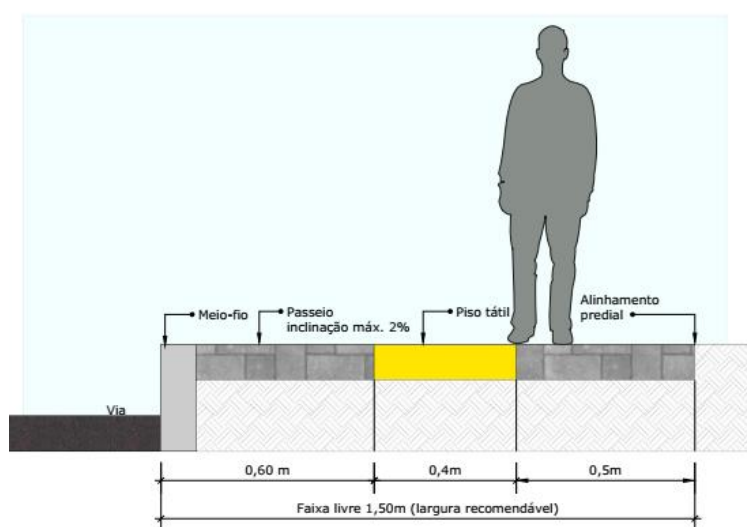 Meio-fio
Passeio
inclinação máx. 2%
Piso tátil
Alinhamento
predial
Via
0,60 m
0,4m
0,5m
Faixa livre 1,50m (largura recomendável)